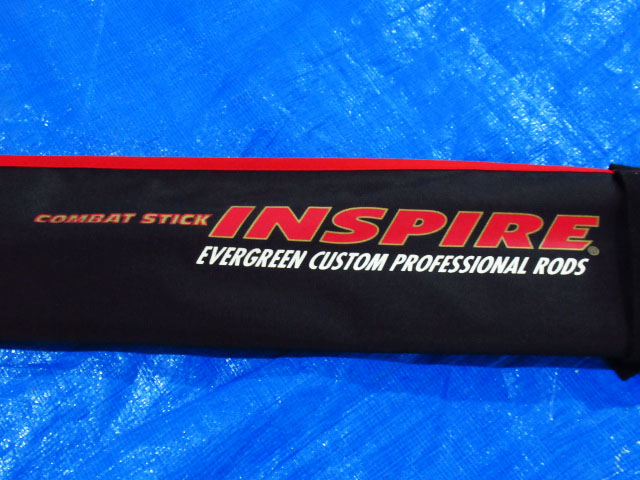 COMBAT STICK INSPIRE®
EVERGREEN CUSTOM PROFESSIONAL RODS